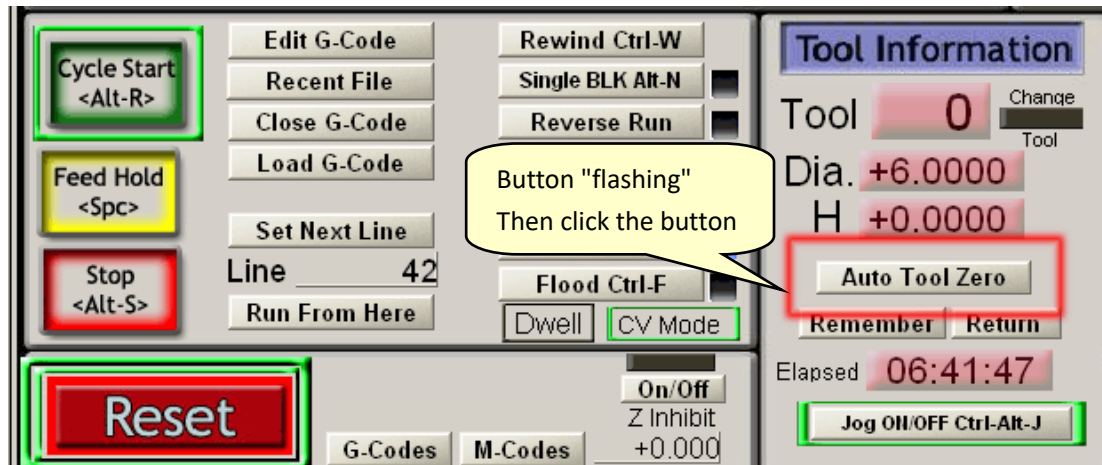 Cycle Start
<Alt-R>
Feed Hold
<Spc>
Stop
<Alt-S>
Edit G-Code
Recent File
Close G-Code
Load G-Code
Set Next Line
Line 42
Run From Here
Rewind Ctrl-W
Single BLK Alt-N
Reverse Run
Button "flashing"
Then click the button
Flood Ctrl-F
Dwell CV Mode
Tool Information
Tool 0 Change
Tool
Dia. +6.0000
H +0.0000
Auto Tool Zero
Remember Return
Elapsed 06:41:47
Jog ON/OFF Ctrl-Alt-J
Reset
G-Codes M-Codes
On/Off
Z Inhibit
+0.000